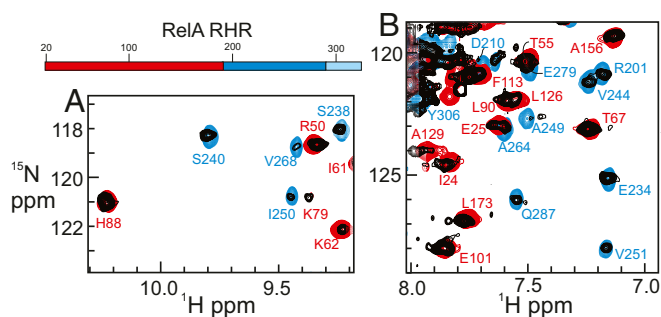 RelA RHR
20 100 200 300
A
S238
R50
118
S240
V268
I61
15N
ppm
120
I250
K79
H88
122
K62
10.0 9.5
1H ppm
B
D210
T55
A156
120
E279
R201
F113
V244
Y306
L90
L126
E25
A249
T67
A129
A264
I24
125
E234
L173
Q287
E101
V251
8.0 7.5 7.0
1H ppm